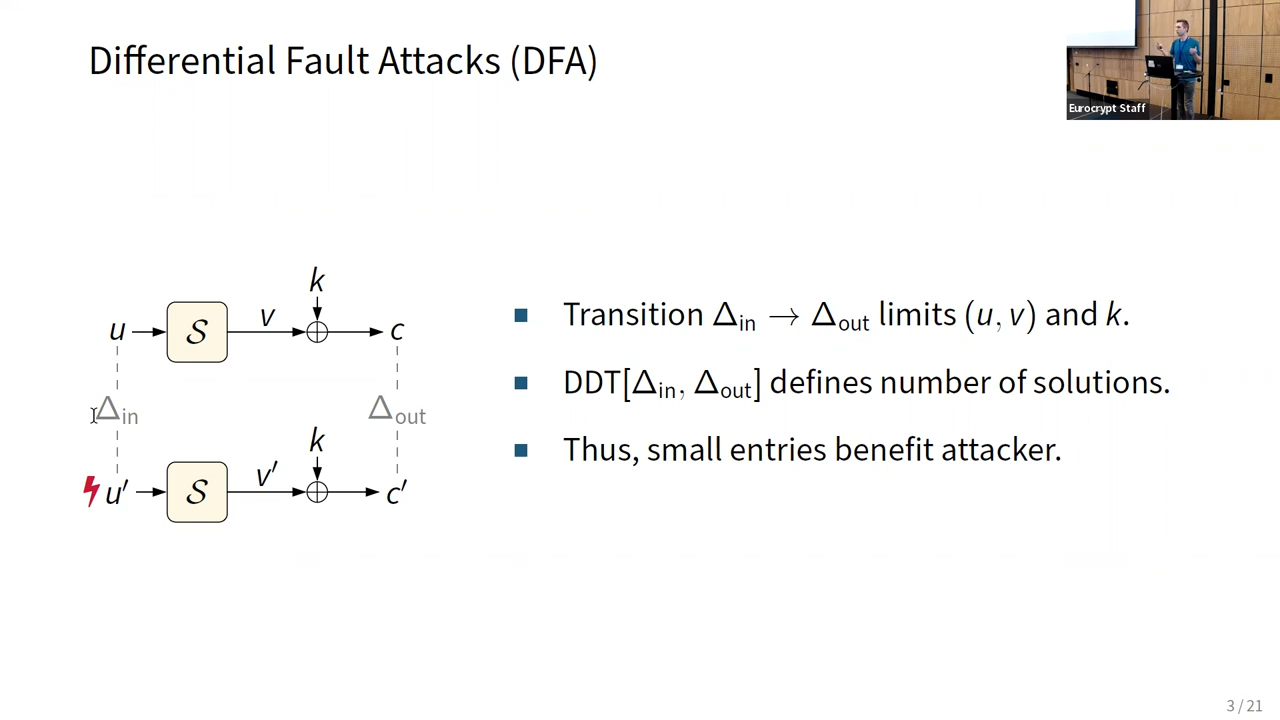 Differential Fault Attacks (DFA)
Eurocrypt Staff
k
u S v c
Δin Δout
k
u′ S v′ c′
■ Transition Δin → Δout limits (u, v) and k.
■ DDT[Δin, Δout] defines number of solutions.
■ Thus, small entries benefit attacker.
3 / 21